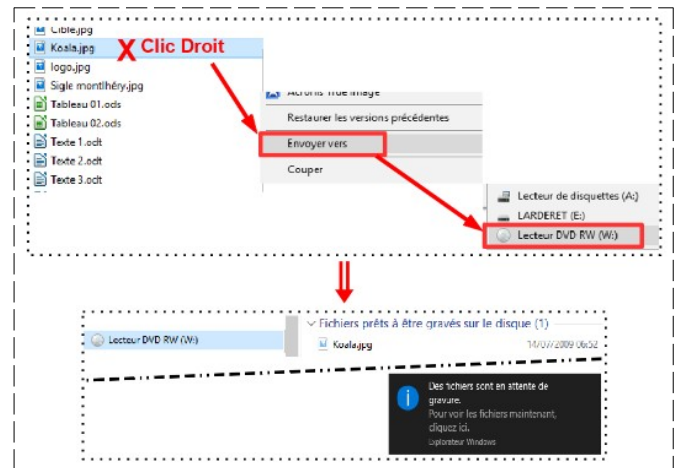 Cible.jpg
Koala.jpg
X Clic Droit
logo.jpg
Sigle montlhéry.jpg
Tableau 01.ods
Tableau 02.ods
Texte 1.odt
Texte 2.odt
Texte 3.odt
Acronis True Image
Restaurer les versions précédentes
Envoyer vers
Couper
Lecteur de disquettes (A:)
LARDERET (E:)
Lecteur DVD RW (W:)
Lecteur DVD RW (W:)
Fichiers prêts à être gravés sur le disque (1)
Koala.jpg
14/07/2009 06:52
Des fichiers sont en attente de
gravure.
Pour voir les fichiers maintenant,
cliquez ici.
Explorateur Windows